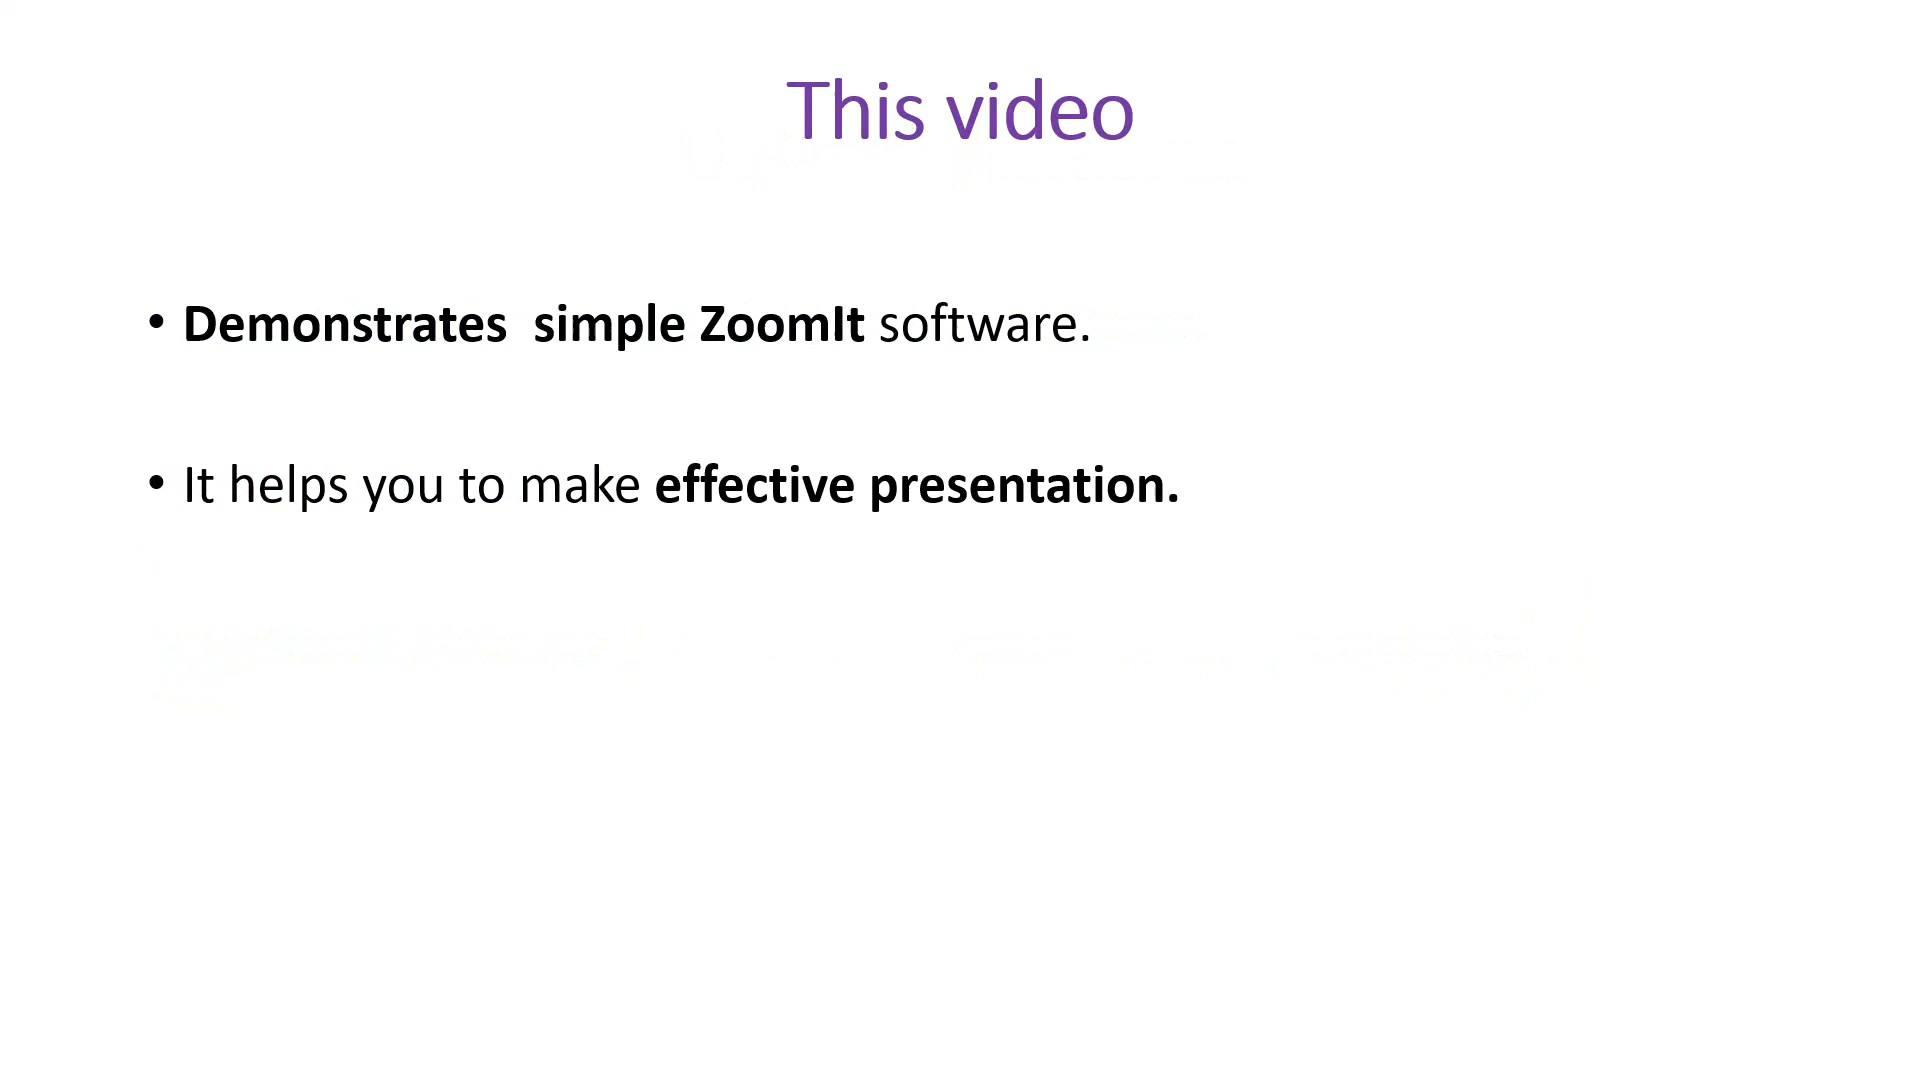 This video
• Demonstrates  simple ZoomIt software.
• It helps you to make effective presentation.